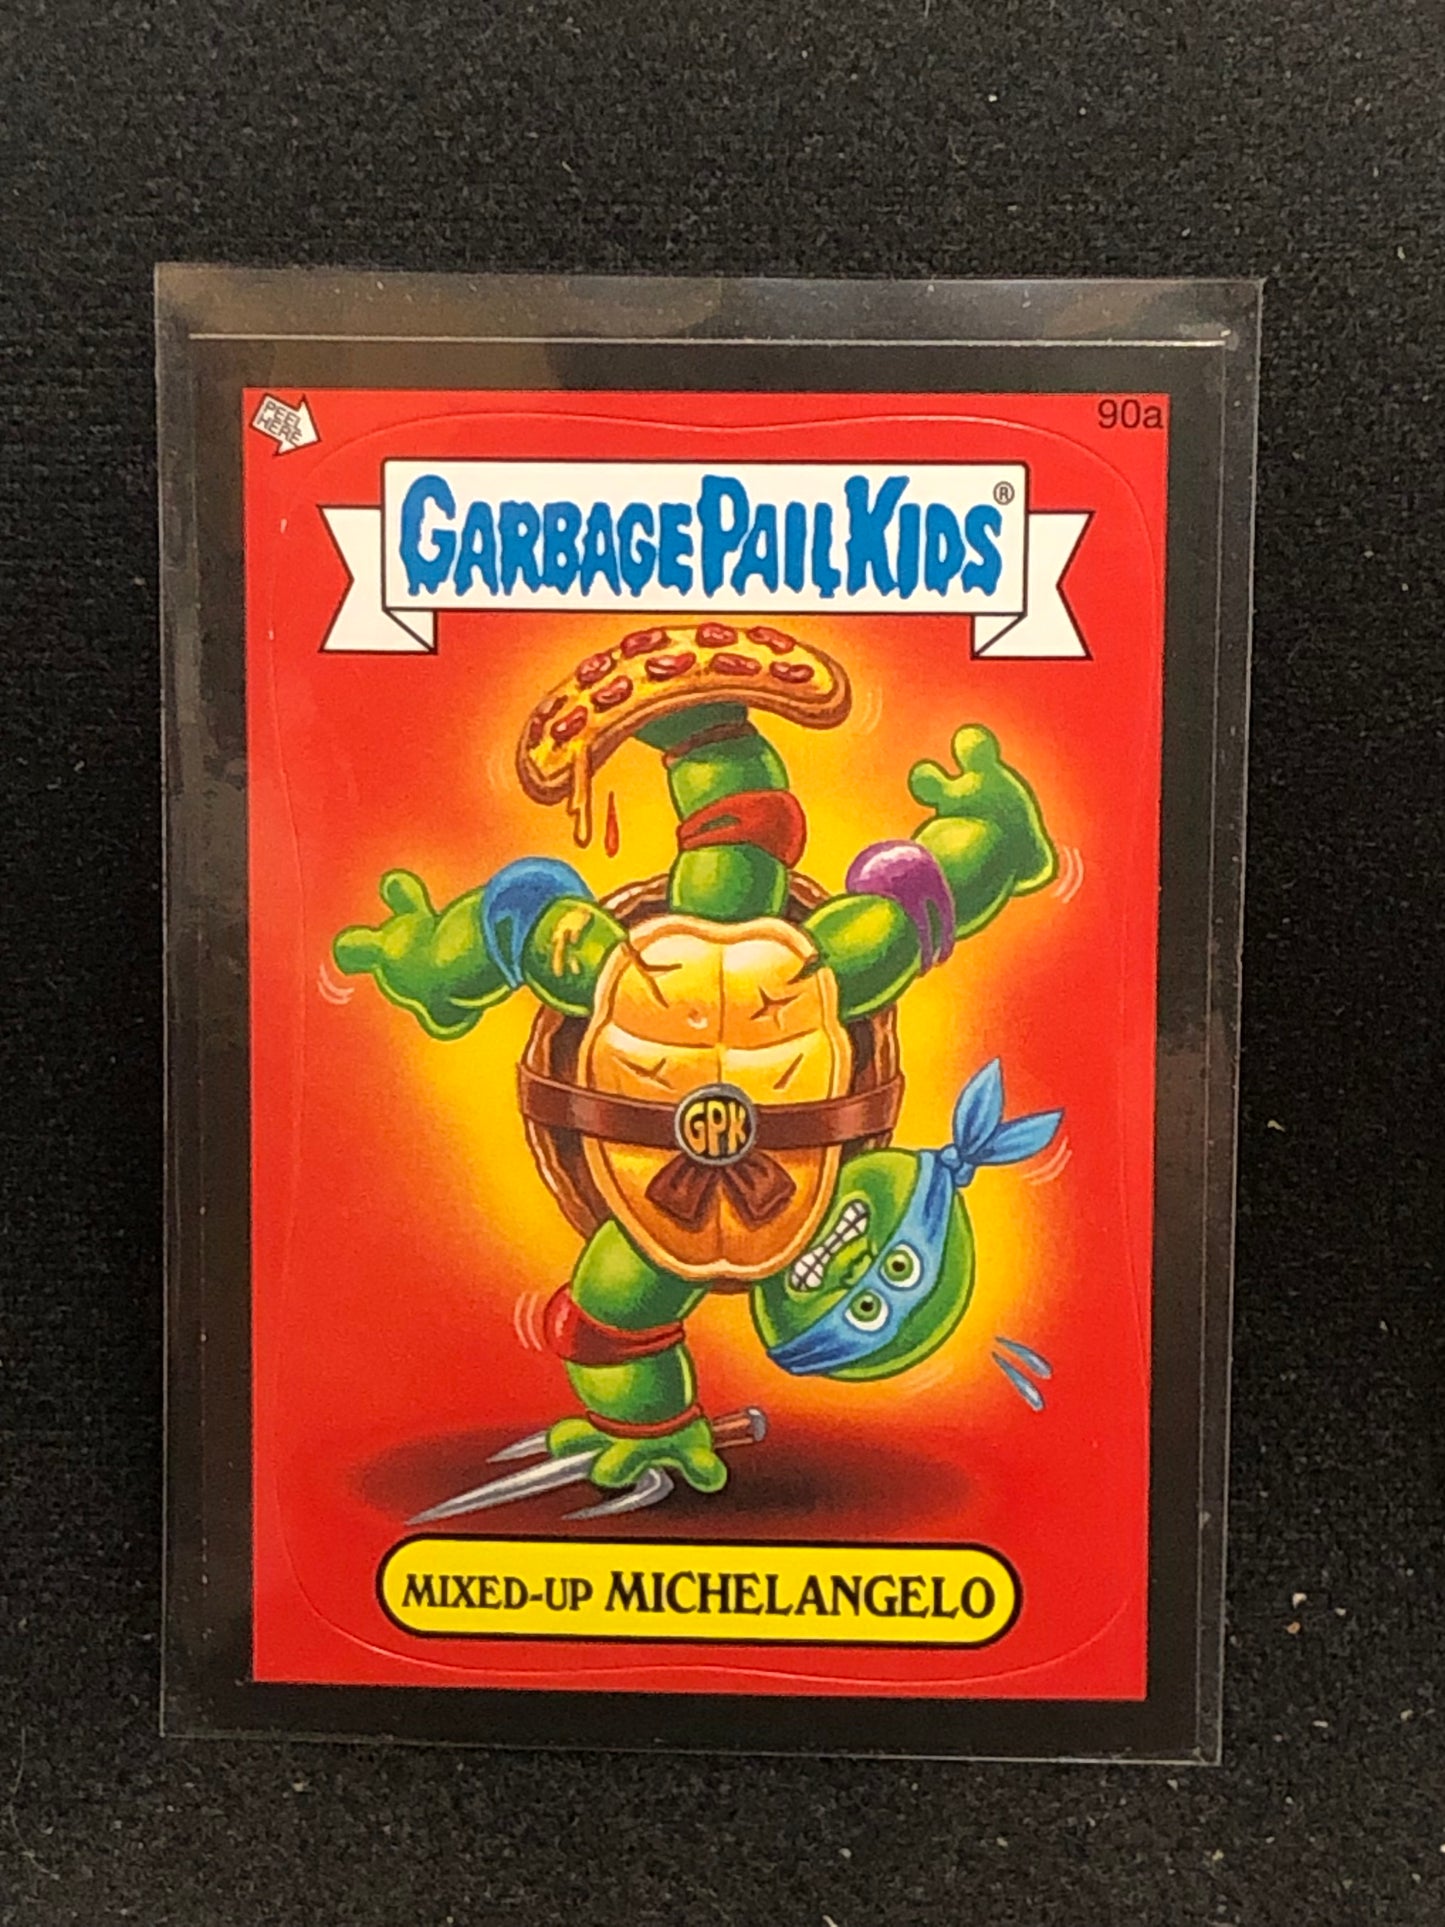 PEEL
HERE
90a
GARBAGE PAIL KIDS®
GPK
MIXED-UP MICHELANGELO